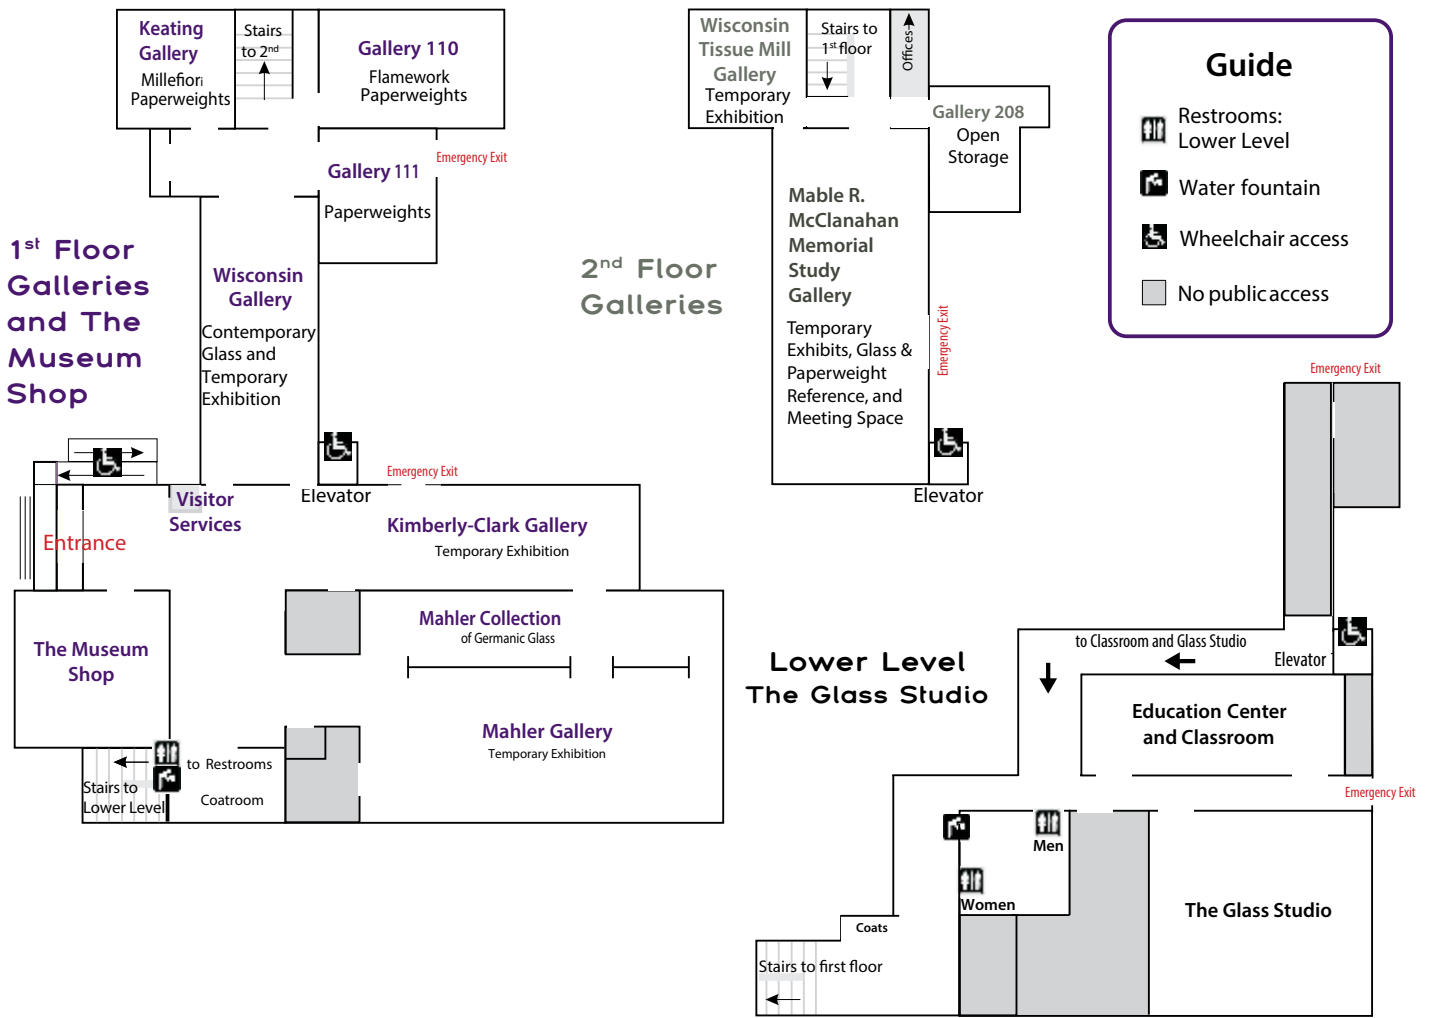 Keating
Gallery
Millefiori
Paperweights
Stairs
to 2nd
Gallery 110
Flamework
Paperweights
Gallery 111
Paperweights
Emergency Exit
1st Floor
Galleries
and The
Museum
Shop
Wisconsin
Gallery
Contemporary
Glass and
Temporary
Exhibition
Elevator
Emergency Exit
Visitor
Services
Entrance
Kimberly-Clark Gallery
Temporary Exhibition
The Museum
Shop
Mahler Collection
of Germanic Glass
Mahler Gallery
Temporary Exhibition
to Restrooms
Coatroom
Stairs to
Lower Level
Wisconsin
Tissue Mill
Gallery
Temporary
Exhibition
Stairs to
1st floor
Offices
Gallery 208
Open
Storage
2nd Floor
Galleries
Mable R.
McClanahan
Memorial
Study
Gallery
Temporary
Exhibits, Glass &
Paperweight
Reference, and
Meeting Space
Emergency Exit
Elevator
Guide
Restrooms:
Lower Level
Water fountain
Wheelchair access
No public access
Lower Level
The Glass Studio
Emergency Exit
to Classroom and Glass Studio
Elevator
Education Center
and Classroom
Emergency Exit
Men
Women
The Glass Studio
Coats
Stairs to first floor